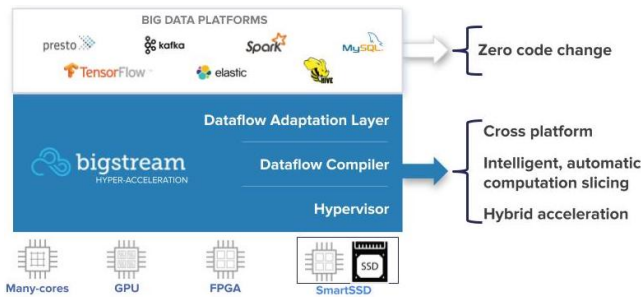 BIG DATA PLATFORMS
presto
kafka
Spark
MySQL
TensorFlow
elastic
HIVE
Zero code change
bigstream
HYPER-ACCELERATION
Dataflow Adaptation Layer
Dataflow Compiler
Hypervisor
Cross platform
Intelligent, automatic
computation slicing
Hybrid acceleration
Many-cores
GPU
FPGA
SSD
SmartSSD